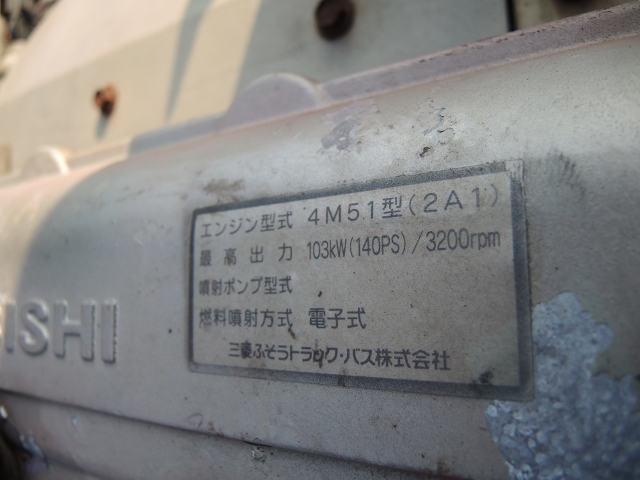 エンジン型式 4M51型(2A1)
最高出力 103kW(140PS)/3200rpm
噴射ポンプ型式
燃料噴射方式 電子式
三菱ふそうトラック・バス株式会社
ISHI